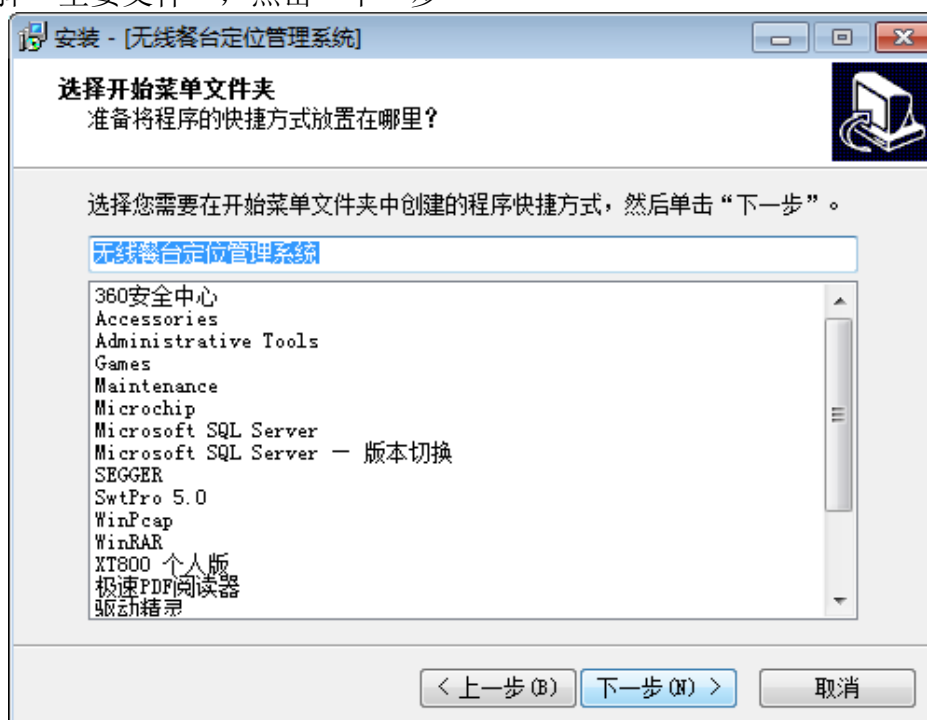 安装 - [无线餐台定位管理系统]
选择开始菜单文件夹
准备将程序的快捷方式放置在哪里?
选择您需要在开始菜单文件夹中创建的程序快捷方式，然后单击“下一步”。
无线餐台定位管理系统
360安全中心
Accessories
Administrative Tools
Games
Maintenance
Microchip
Microsoft SQL Server
Microsoft SQL Server — 版本切换
SEGGER
SwtPro 5.0
WinPcap
WinRAR
XT800 个人版
极速PDF阅读器
驱动精灵
< 上一步(B)
下一步(N) >
取消